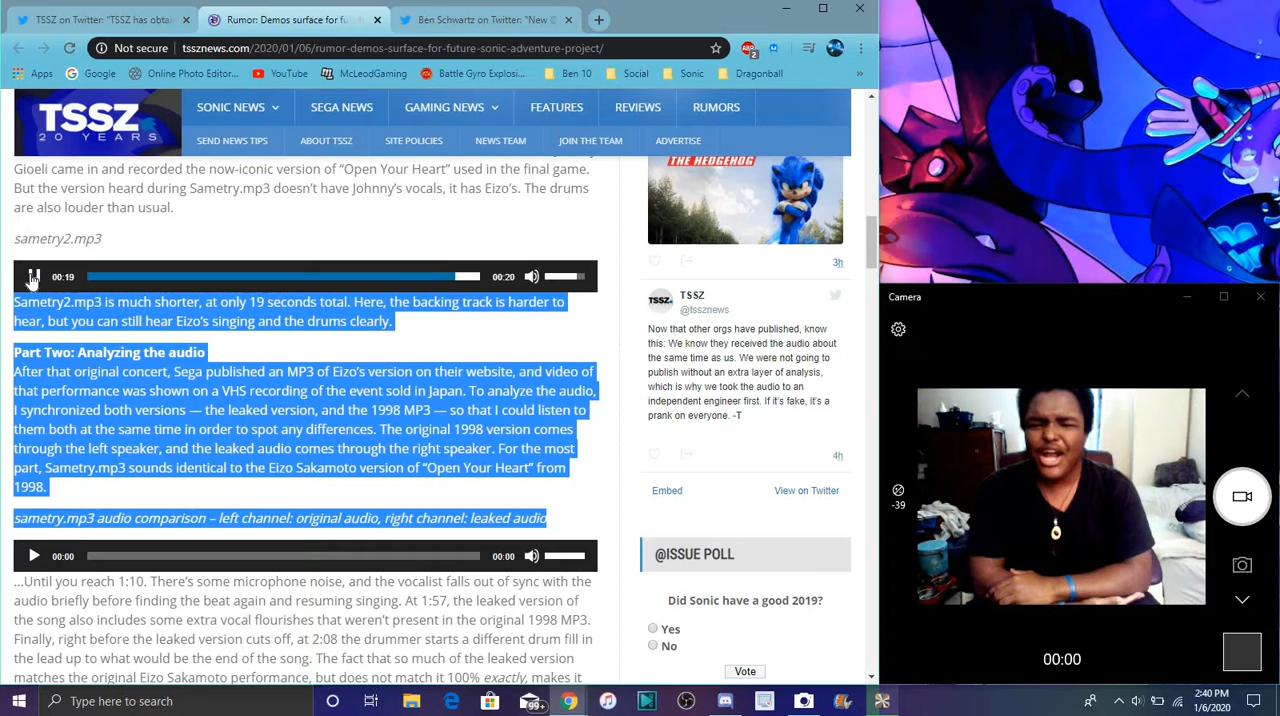 TSSZ on Twitter: "TSSZ has obtai
Rumor: Demos surface for fu
Ben Schwartz on Twitter: "New
Not secure
tssznews.com/2020/01/06/rumor-demos-surface-for-future-sonic-adventure-project/
Apps
Google
Online Photo Editor...
YouTube
McLeodGaming
Battle Gyro Explosi...
Ben 10
Social
Sonic
Dragonball
»
TSSZ
20 YEARS
SONIC NEWS
SEGA NEWS
GAMING NEWS
FEATURES
REVIEWS
RUMORS
SEND NEWS TIPS
ABOUT TSSZ
SITE POLICIES
NEWS TEAM
JOIN THE TEAM
ADVERTISE
Gioeli came in and recorded the now-iconic version of "Open Your Heart" used in the final game.
But the version heard during Sametry.mp3 doesn't have Johnny's vocals, it has Eizo's. The drums
are also louder than usual.
sametry2.mp3
00:19
00:20
Sametry2.mp3 is much shorter, at only 19 seconds total. Here, the backing track is harder to
hear, but you can still hear Eizo's singing and the drums clearly.
Part Two: Analyzing the audio
After that original concert, Sega published an MP3 of Eizo's version on their website, and video of
that performance was shown on a VHS recording of the event sold in Japan. To analyze the audio,
I synchronized both versions — the leaked version, and the 1998 MP3 — so that I could listen to
them both at the same time in order to spot any differences. The original 1998 version comes
through the left speaker, and the leaked audio comes through the right speaker. For the most
part, Sametry.mp3 sounds identical to the Eizo Sakamoto version of "Open Your Heart" from
1998.
sametry.mp3 audio comparison – left channel: original audio, right channel: leaked audio
00:00
00:00
...Until you reach 1:10. There's some microphone noise, and the vocalist falls out of sync with the
audio briefly before finding the beat again and resuming singing. At 1:57, the leaked version of
the song also includes some extra vocal flourishes that weren't present in the original 1998 MP3.
Finally, right before the leaked version cuts off, at 2:08 the drummer starts a different drum fill in
the lead up to what would be the end of the song. The fact that so much of the leaked version
matches the original Eizo Sakamoto performance, but does not match it 100% exactly, makes it
THE HEDGEHOG
3h
TSSZ
TSSZ
@tssznews
Now that other orgs have published, know
this: We know they received the audio about
the same time as us. We were not going to
publish without an extra layer of analysis,
which is why we took the audio to an
independent engineer first. If it's fake, it's a
prank on everyone. -T
4h
Embed
View on Twitter
@ISSUE POLL
Did Sonic have a good 2019?
Yes
No
Vote
Camera
-39
00:00
Type here to search
99+
2:40 PM
1/6/2020